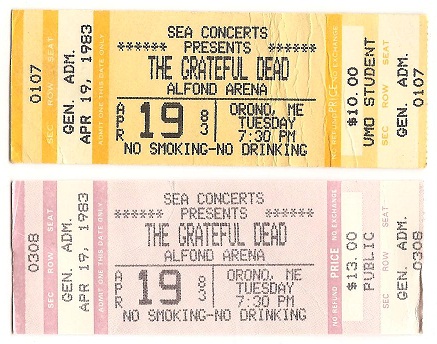 SEC ROW SEAT
0107
GEN. ADM.
APR 19, 1983
ADMIT ONE THIS DATE ONLY
SEA CONCERTS
****** PRESENTS ******
THE GRATEFUL DEAD
ALFOND ARENA
APR 19 83
ORONO, ME
TUESDAY
7:30 PM
NO SMOKING-NO DRINKING
NO REFUND PRICE NO EXCHANGE
$10.00
UMO STUDENT
SEC ROW SEAT
0107
SEC ROW SEAT
0308
GEN. ADM.
APR 19, 1983
ADMIT ONE THIS DATE ONLY
SEA CONCERTS
****** PRESENTS ******
THE GRATEFUL DEAD
ALFOND ARENA
APR 19 83
ORONO, ME
TUESDAY
7:30 PM
NO SMOKING-NO DRINKING
NO REFUND PRICE NO EXCHANGE
$13.00
PUBLIC
SEC ROW SEAT
0308